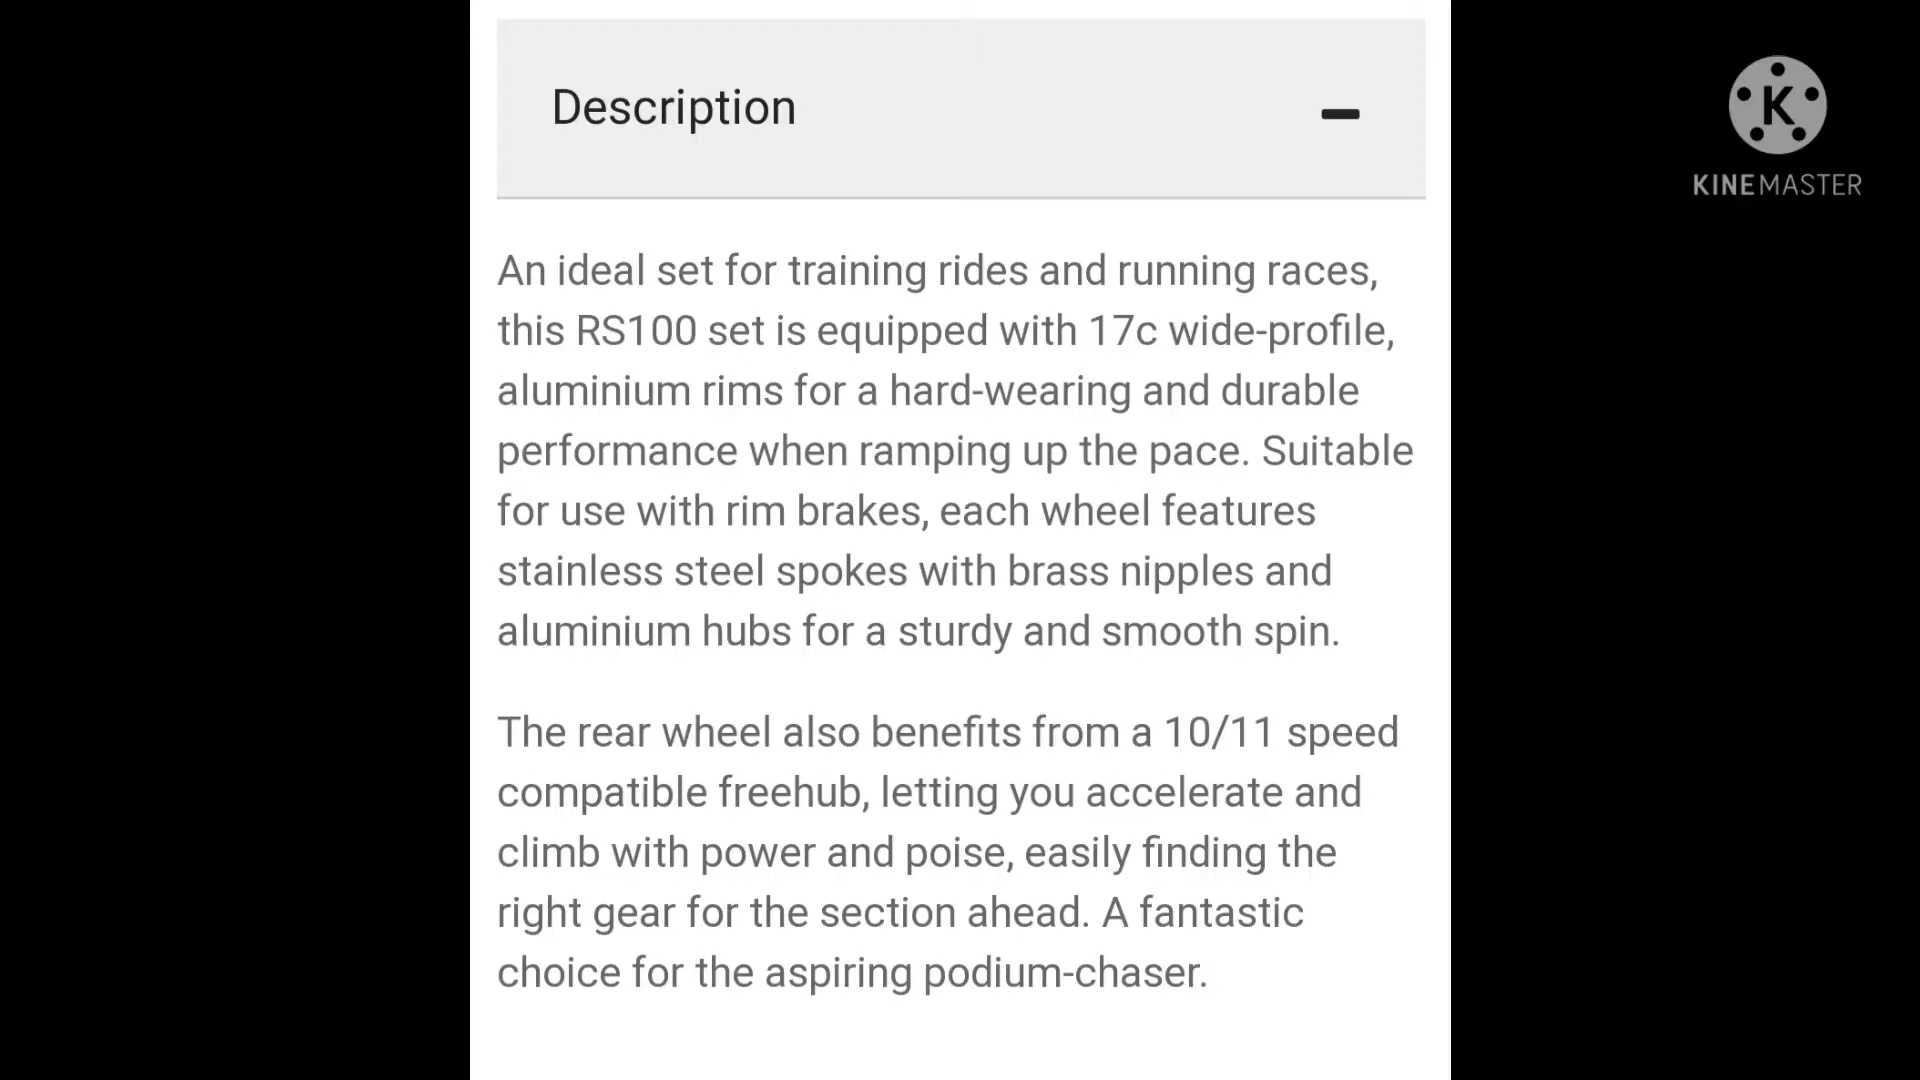 Description
K
KINEMASTER
An ideal set for training rides and running races,
this RS100 set is equipped with 17c wide-profile,
aluminium rims for a hard-wearing and durable
performance when ramping up the pace. Suitable
for use with rim brakes, each wheel features
stainless steel spokes with brass nipples and
aluminium hubs for a sturdy and smooth spin.
The rear wheel also benefits from a 10/11 speed
compatible freehub, letting you accelerate and
climb with power and poise, easily finding the
right gear for the section ahead. A fantastic
choice for the aspiring podium-chaser.